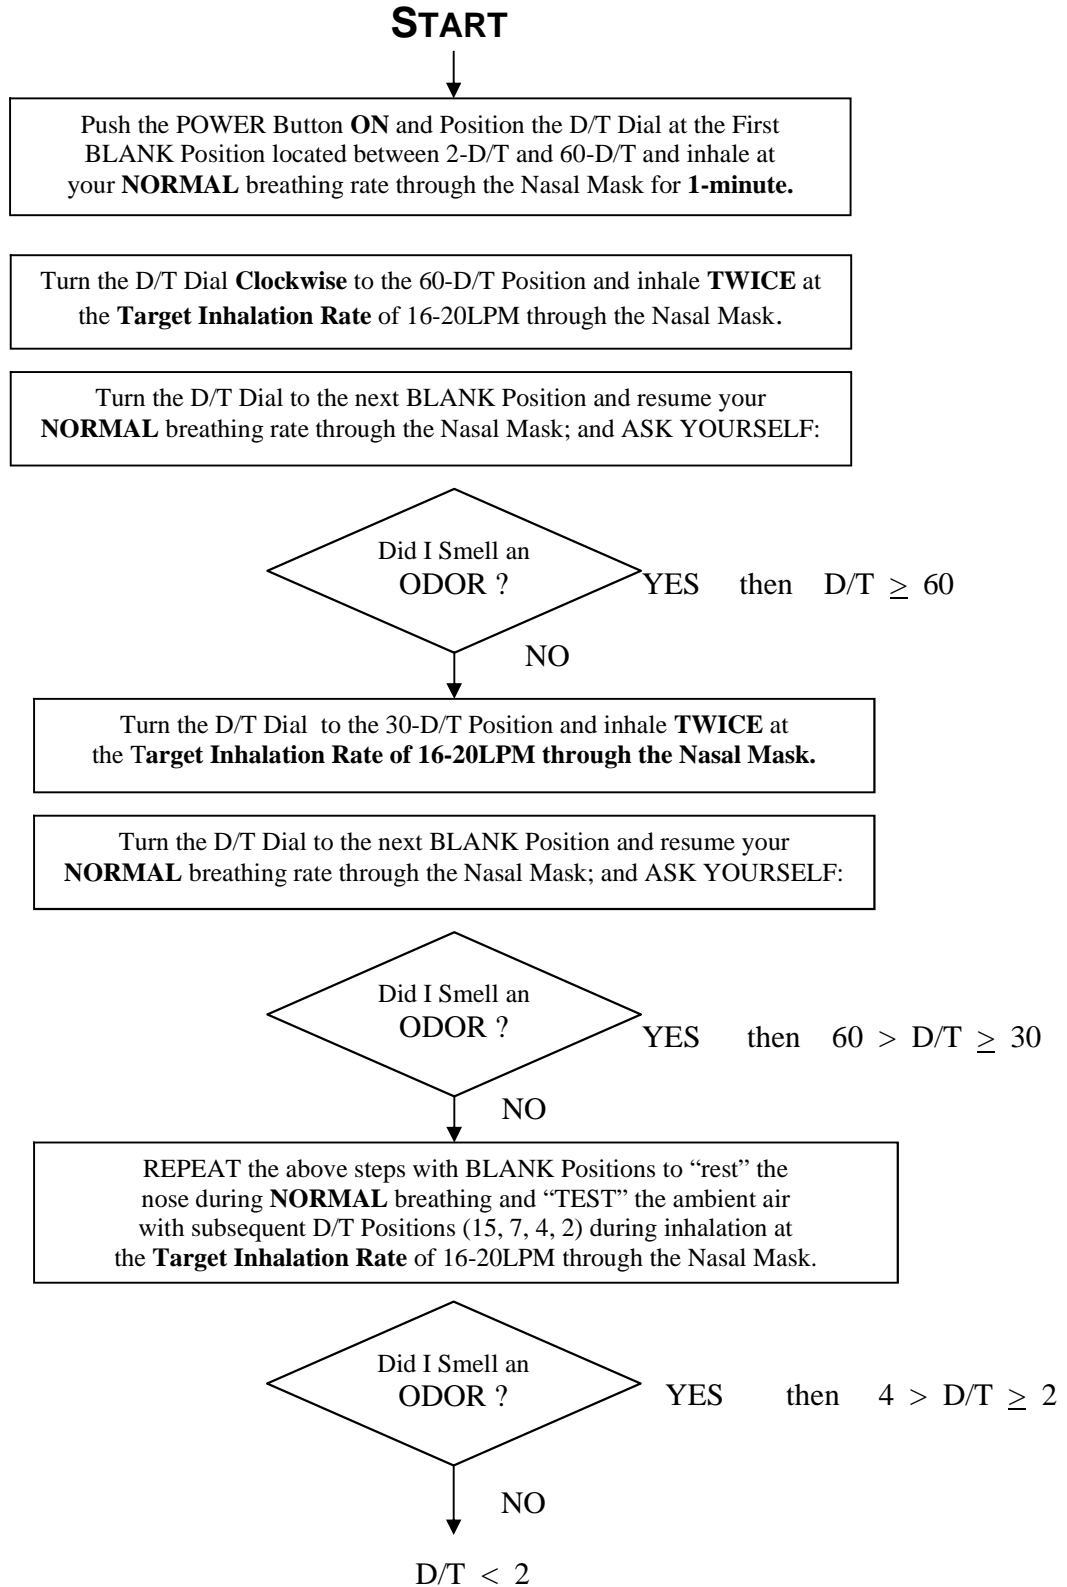 START
Push the POWER Button ON and Position the D/T Dial at the First
BLANK Position located between 2-D/T and 60-D/T and inhale at
your NORMAL breathing rate through the Nasal Mask for 1-minute.
Turn the D/T Dial Clockwise to the 60-D/T Position and inhale TWICE at
the Target Inhalation Rate of 16-20LPM through the Nasal Mask.
Turn the D/T Dial to the next BLANK Position and resume your
NORMAL breathing rate through the Nasal Mask; and ASK YOURSELF:
Did I Smell an
ODOR ?
YES then D/T ≥ 60
NO
Turn the D/T Dial to the 30-D/T Position and inhale TWICE at
the Target Inhalation Rate of 16-20LPM through the Nasal Mask.
Turn the D/T Dial to the next BLANK Position and resume your
NORMAL breathing rate through the Nasal Mask; and ASK YOURSELF:
Did I Smell an
ODOR ?
YES then 60 > D/T ≥ 30
NO
REPEAT the above steps with BLANK Positions to “rest” the
nose during NORMAL breathing and “TEST” the ambient air
with subsequent D/T Positions (15, 7, 4, 2) during inhalation at
the Target Inhalation Rate of 16-20LPM through the Nasal Mask.
Did I Smell an
ODOR ?
YES then 4 > D/T ≥ 2
NO
D/T < 2